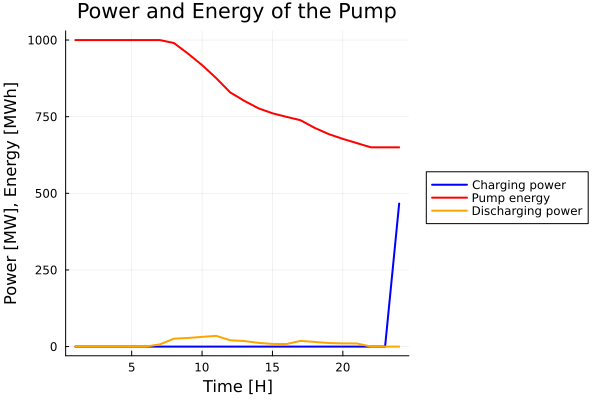 Power and Energy of the Pump
Power [MW], Energy [MWh]
1000
750
500
250
0
5
10
15
20
Time [H]
Charging power
Pump energy
Discharging power